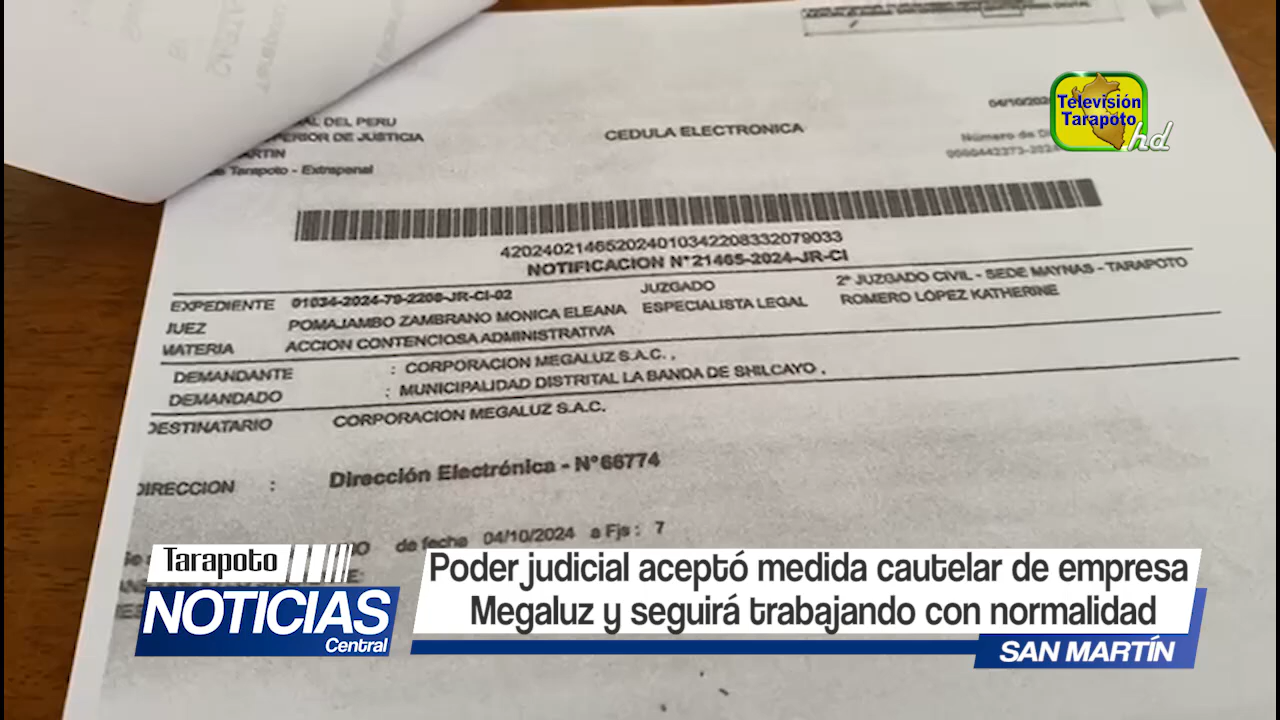 Televisión
Tarapoto
hd
04/10/202
AL DEL PERU
PERIOR DE JUSTICIA
CEDULA ELECTRONICA
MARTIN
Número de
Tarapoto - Extrapenal
420240214652024010342208332079033
NOTIFICACION N°21465-2024-JR-CI
EXPEDIENTE 01034-2024-79-2208-JR-CI-02 JUZGADO 2° JUZGADO CIVIL - SEDE MAYNAS - TARAPOTO
JUEZ POMAJAMBO ZAMBRANO MONICA ELEANA ESPECIALISTA LEGAL ROMERO LÓPEZ KATHERINE
MATERIA ACCION CONTENCIOSA ADMINISTRATIVA
DEMANDANTE : CORPORACION MEGALUZ S.A.C. ,
DEMANDADO : MUNICIPALIDAD DISTRITAL LA BANDA DE SHILCAYO ,
DESTINATARIO CORPORACION MEGALUZ S.A.C.
DIRECCION : Dirección Electrónica - N°66774
de fecha 04/10/2024 a Fjs : 7
Tarapoto
NOTICIAS
Central
Poder judicial aceptó medida cautelar de empresa
Megaluz y seguirá trabajando con normalidad
SAN MARTÍN